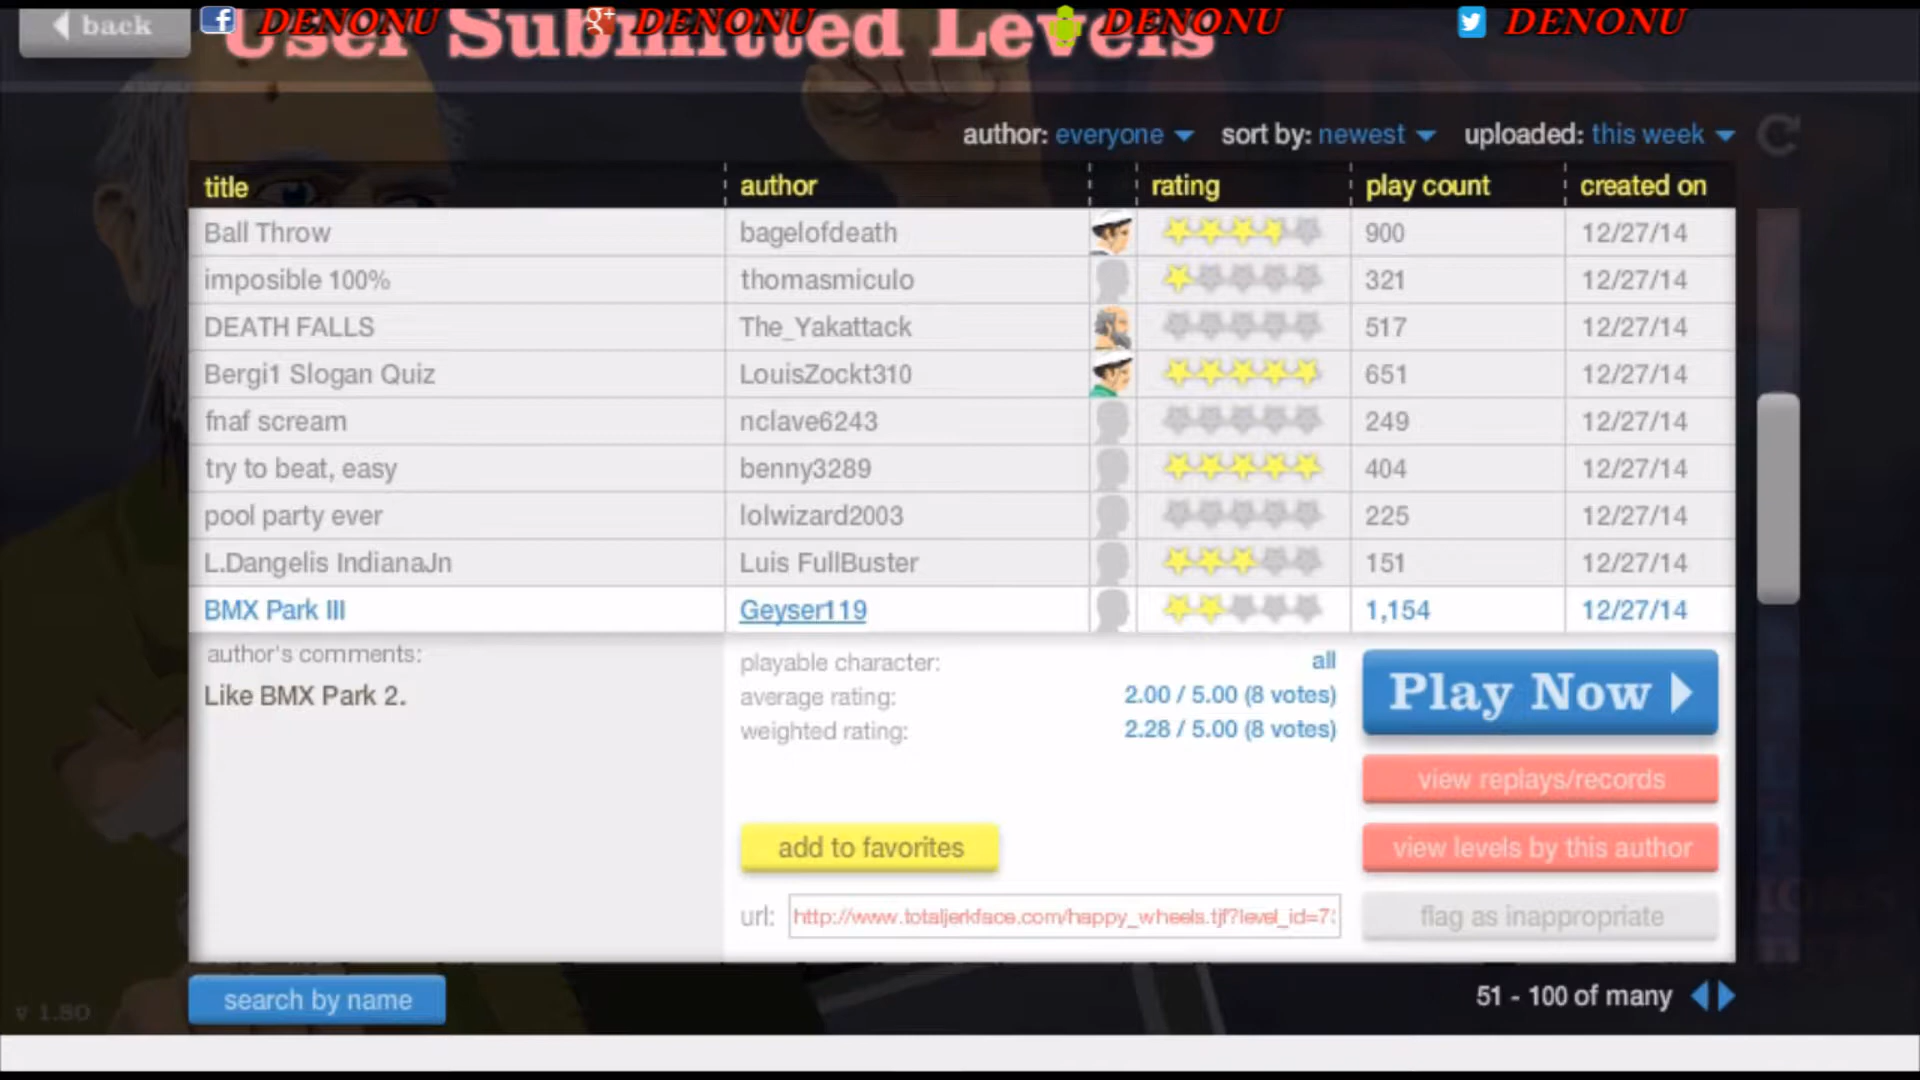 back
DENONU DENONU DENONU DENONU
User Submitted Levels
author: everyone sort by: newest uploaded: this week
title author rating play count created on
Ball Throw bagelofdeath 900 12/27/14
imposible 100% thomasmiculo 321 12/27/14
DEATH FALLS The_Yakattack 517 12/27/14
Bergi1 Slogan Quiz LouisZockt310 651 12/27/14
fnaf scream nclave6243 249 12/27/14
try to beat, easy benny3289 404 12/27/14
pool party ever lolwizard2003 225 12/27/14
L.Dangelis IndianaJn Luis FullBuster 151 12/27/14
BMX Park III Geyser119 1,154 12/27/14
author's comments:
Like BMX Park 2.
playable character: all
average rating: 2.00 / 5.00 (8 votes)
weighted rating: 2.28 / 5.00 (8 votes)
Play Now
view replays/records
add to favorites
view levels by this author
url: http://www.totaljerkface.com/happy_wheels.tjf?level_id=7
flag as inappropriate
search by name
51 - 100 of many
v 1.80